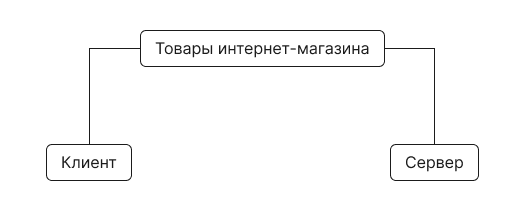 Товары интернет-магазина
Клиент
Сервер